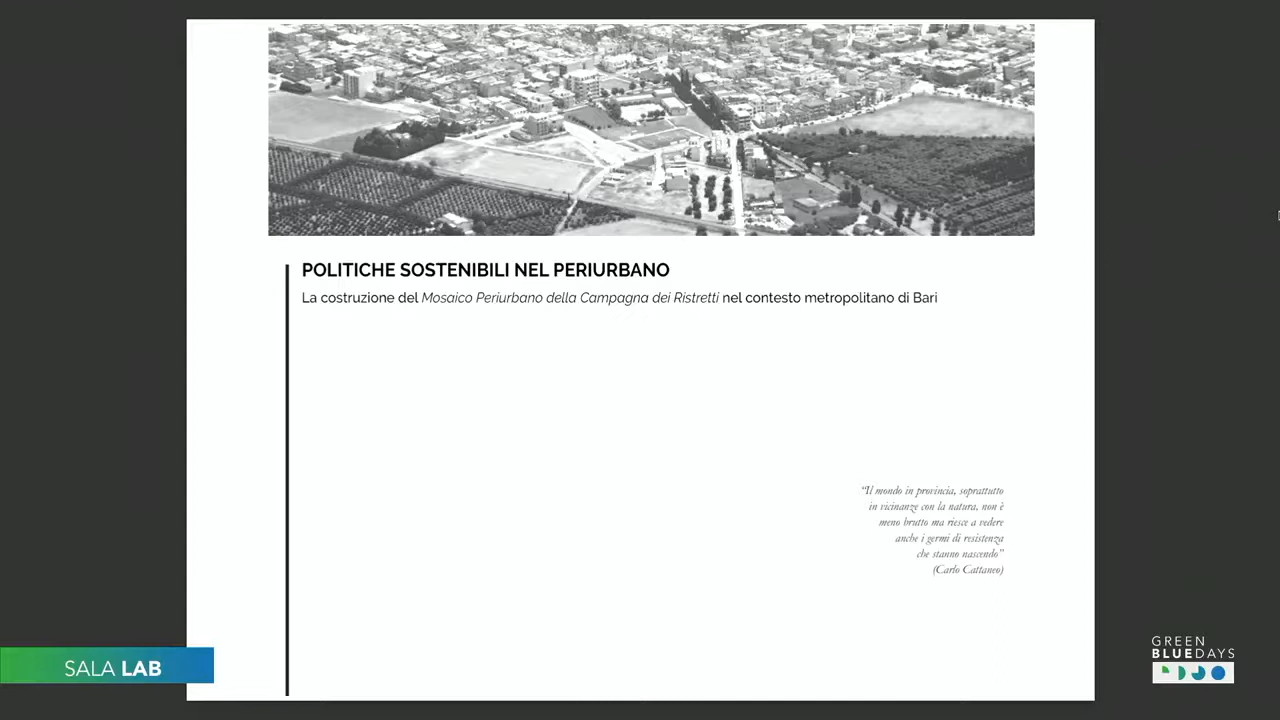 POLITICHE SOSTENIBILI NEL PERIURBANO
La costruzione del Mosaico Periurbano della Campagna dei Ristretti nel contesto metropolitano di Bari
“Il mondo in provincia, soprattutto
in vicinanze con la natura, non è
meno brutto ma riesce a vedere
anche i germi di resistenza
che stanno nascendo”
(Carlo Cattaneo)
SALA LAB
GREEN
BLUEDAYS